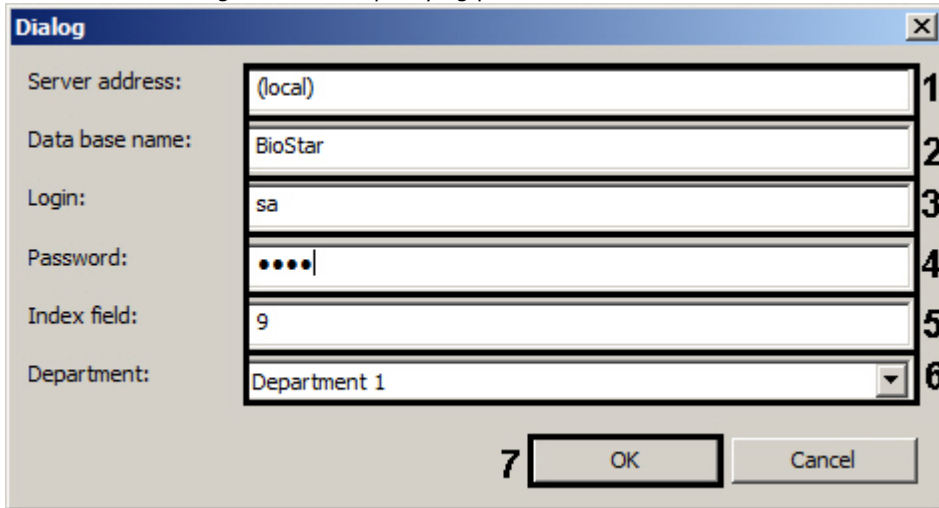 Dialog
Server address: (local) 1
Data base name: BioStar 2
Login: sa 3
Password: •••• 4
Index field: 9 5
Department: Department 1 6
7 OK Cancel